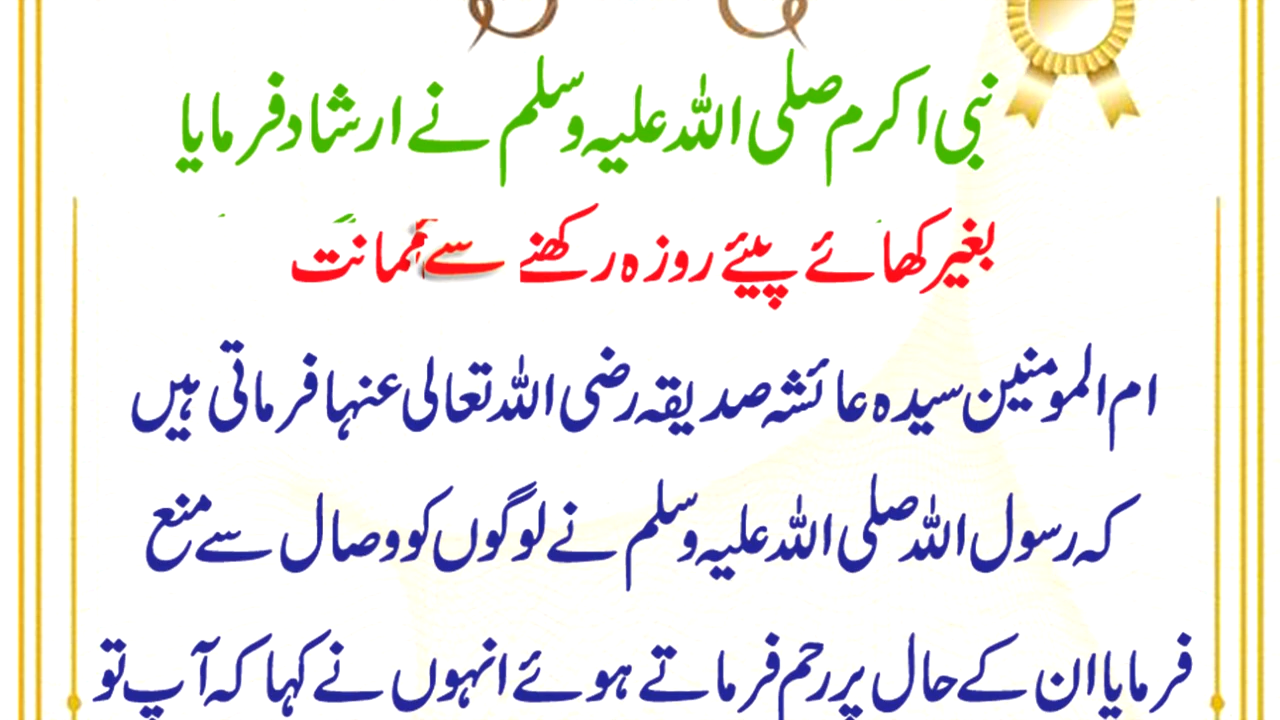 نبی اکرم صلی اللہ علیہ وسلم نے ارشاد فرمایا
بغیر کھائے پیئے روزہ رکھنے سے ممانت
ام المومنین سیدہ عائشہ صدیقہ رضی اللہ تعالی عنہا فرماتی ہیں
کہ رسول اللہ صلی اللہ علیہ وسلم نے لوگوں کو وصال سے منع
فرمایا ان کے حال پر رحم فرماتے ہوئے انہوں نے کہا کہ آپ تو